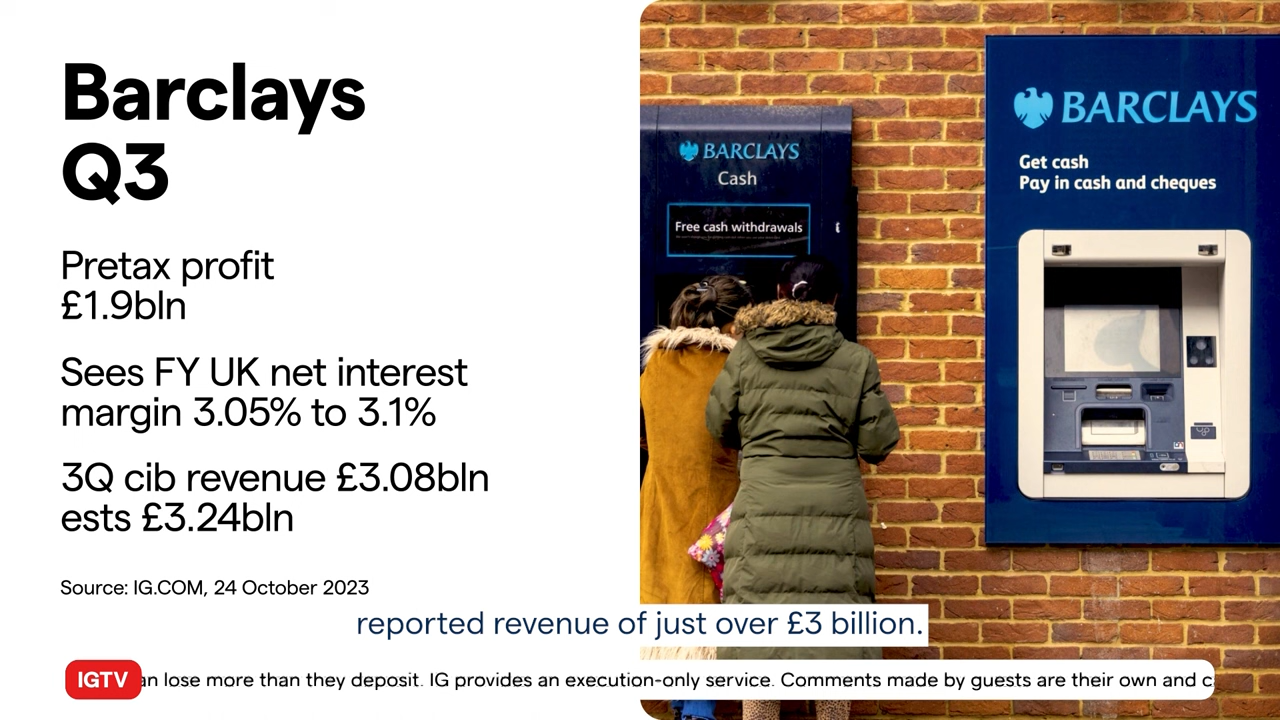 Barclays
Q3
Pretax profit
£1.9bln
Sees FY UK net interest
margin 3.05% to 3.1%
3Q cib revenue £3.08bln
ests £3.24bln
Source: IG.COM, 24 October 2023
BARCLAYS
Cash
Free cash withdrawals
BARCLAYS
Get cash
Pay in cash and cheques
reported revenue of just over £3 billion.
IGTV
an lose more than they deposit. IG provides an execution-only service. Comments made by guests are their own and c